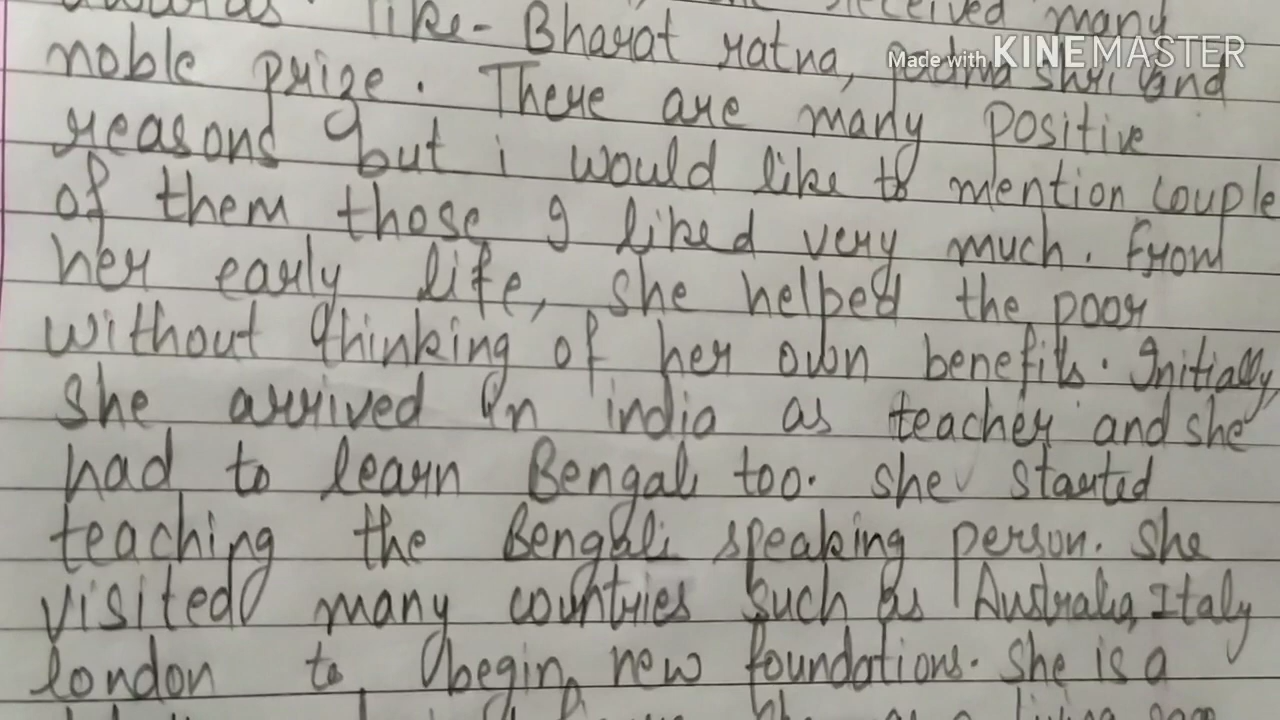 like- received many
noble prize. There are many positive Bharat ratna, padma shri and
Made with KINEMASTER
reasons but i would like to mention couple
of them those I liked very much. From
her early life, she helped the poor
without thinking of her own benefits. Initially,
she arrived in india as teacher and she
had to learn Bengali too. she started
teaching the Bengali speaking person. She
visited many countries such as Australia, Italy
london to begin new foundations. She is a